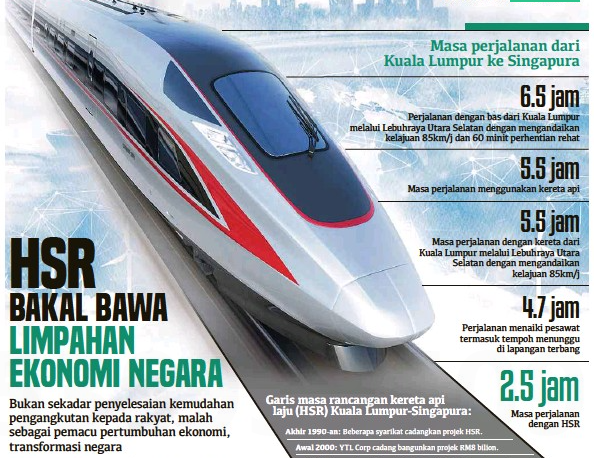 Masa perjalanan dari
Kuala Lumpur ke Singapura
6.5 jam
Perjalanan dengan bas dari Kuala Lumpur
melalui Lebuhraya Utara Selatan dengan mengandaikan
kelajuan 85km/j dan 60 minit perhentian rehat
5.5 jam
Masa perjalanan menggunakan kereta api
5.5 jam
Masa perjalanan dengan kereta dari
Kuala Lumpur melalui Lebuhraya Utara
Selatan dengan mengandaikan
kelajuan 85km/j
4.7 jam
Perjalanan menaiki pesawat
termasuk tempoh menunggu
di lapangan terbang
2.5 jam
Masa perjalanan
dengan HSR
HSR
BAKAL BAWA
LIMPAHAN
EKONOMI NEGARA
Bukan sekadar penyelesaian kemudahan
pengangkutan kepada rakyat, malah
sebagai pemacu pertumbuhan ekonomi,
transformasi negara
Garis masa rancangan kereta api
laju (HSR) Kuala Lumpur-Singapura:
Akhir 1990-an: Beberapa syarikat cadangkan projek HSR.
Awal 2000: YTL Corp cadang bangunkan projek RM8 bilion.